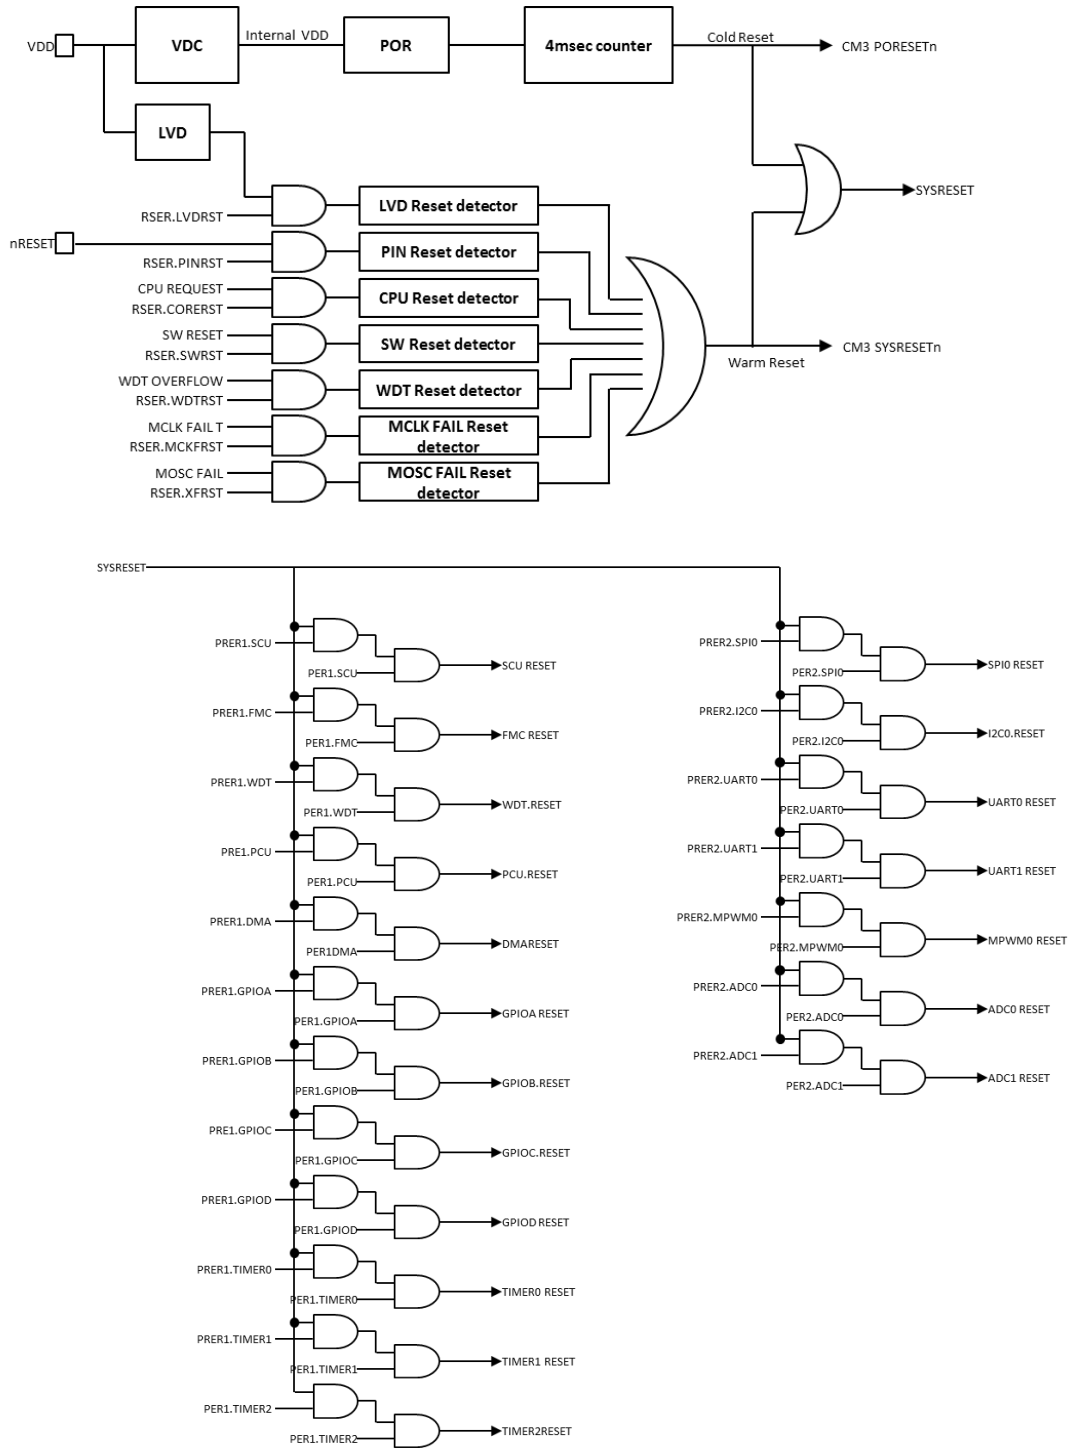 VDD
VDC
Internal VDD
POR
4msec counter
Cold Reset
CM3 PORESETn
LVD
SYSRESET
RSER.LVDRST
LVD Reset detector
nRESET
RSER.PINRST
PIN Reset detector
CPU REQUEST
RSER.CORERST
CPU Reset detector
SW RESET
RSER.SWRST
SW Reset detector
CM3 SYSRESETn
Warm Reset
WDT OVERFLOW
RSER.WDTRST
WDT Reset detector
MCLK FAIL T
RSER.MCKFRST
MCLK FAIL Reset
detector
MOSC FAIL
RSER.XFRST
MOSC FAIL Reset
detector
SYSRESET
PRER1.SCU
PER1.SCU
SCU RESET
PRER1.FMC
PER1.FMC
FMC RESET
PRER1.WDT
PER1.WDT
WDT.RESET
PRE1.PCU
PER1.PCU
PCU.RESET
PRER1.DMA
PER1DMA
DMARESET
PRER1.GPIOA
PER1.GPIOA
GPIOA RESET
PRER1.GPIOB
PER1.GPIOB
GPIOB.RESET
PRE1.GPIOC
PER1.GPIOC
GPIOC.RESET
PRER1.GPIOD
PER1.GPIOD
GPIOD RESET
PRER1.TIMER0
PER1.TIMER0
TIMER0 RESET
PRER1.TIMER1
PER1.TIMER1
TIMER1 RESET
PER1.TIMER2
PER1.TIMER2
TIMER2RESET
PRER2.SPI0
PER2.SPI0
SPI0 RESET
PRER2.I2C0
PER2.I2C0
I2C0.RESET
PRER2.UART0
PER2.UART0
UART0 RESET
PRER2.UART1
PER2.UART1
UART1 RESET
PRER2.MPWM0
PER2.MPWM0
MPWM0 RESET
PRER2.ADC0
PER2.ADC0
ADC0 RESET
PRER2.ADC1
PER2.ADC1
ADC1 RESET